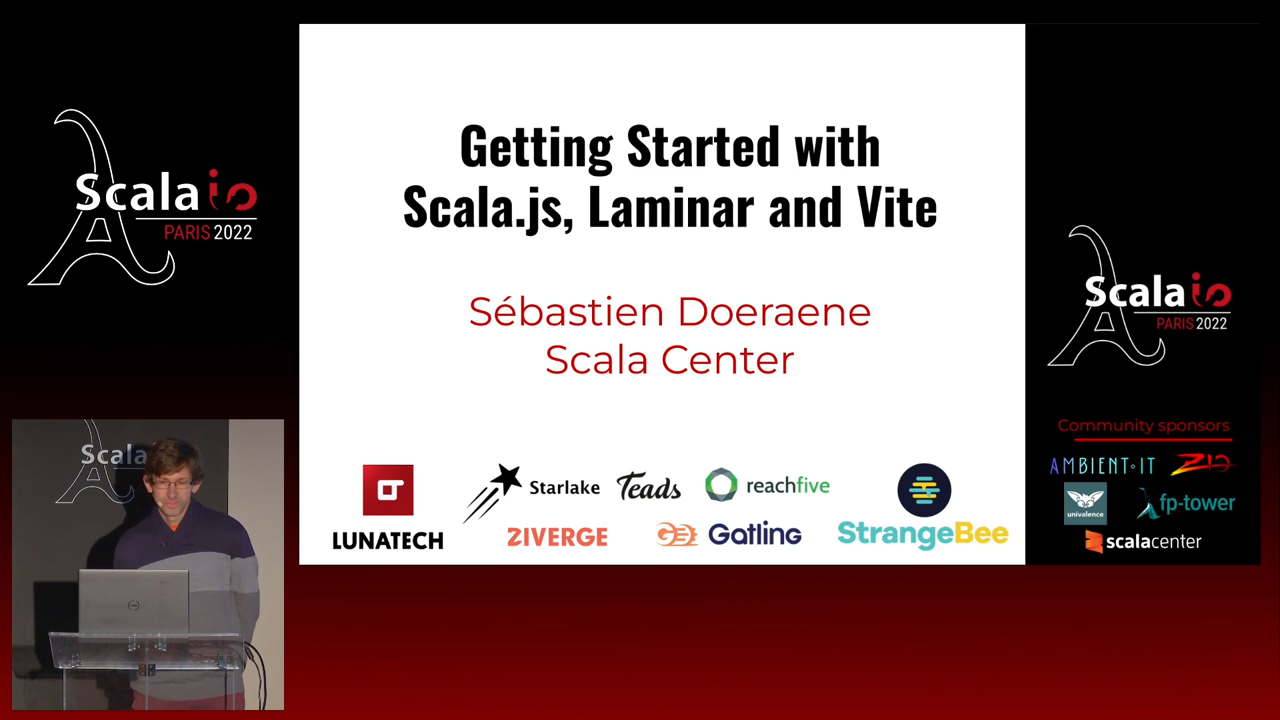 Scala io
PARIS 2022
Getting Started with
Scala.js, Laminar and Vite
Sébastien Doeraene
Scala Center
LUNATECH
Starlake
Teads
reachfive
ZIVERGE
Gatling
StrangeBee
Scala io
PARIS 2022
Community sponsors
AMBIENT IT
ZIO
univalence
fp-tower
scalacenter
Scala